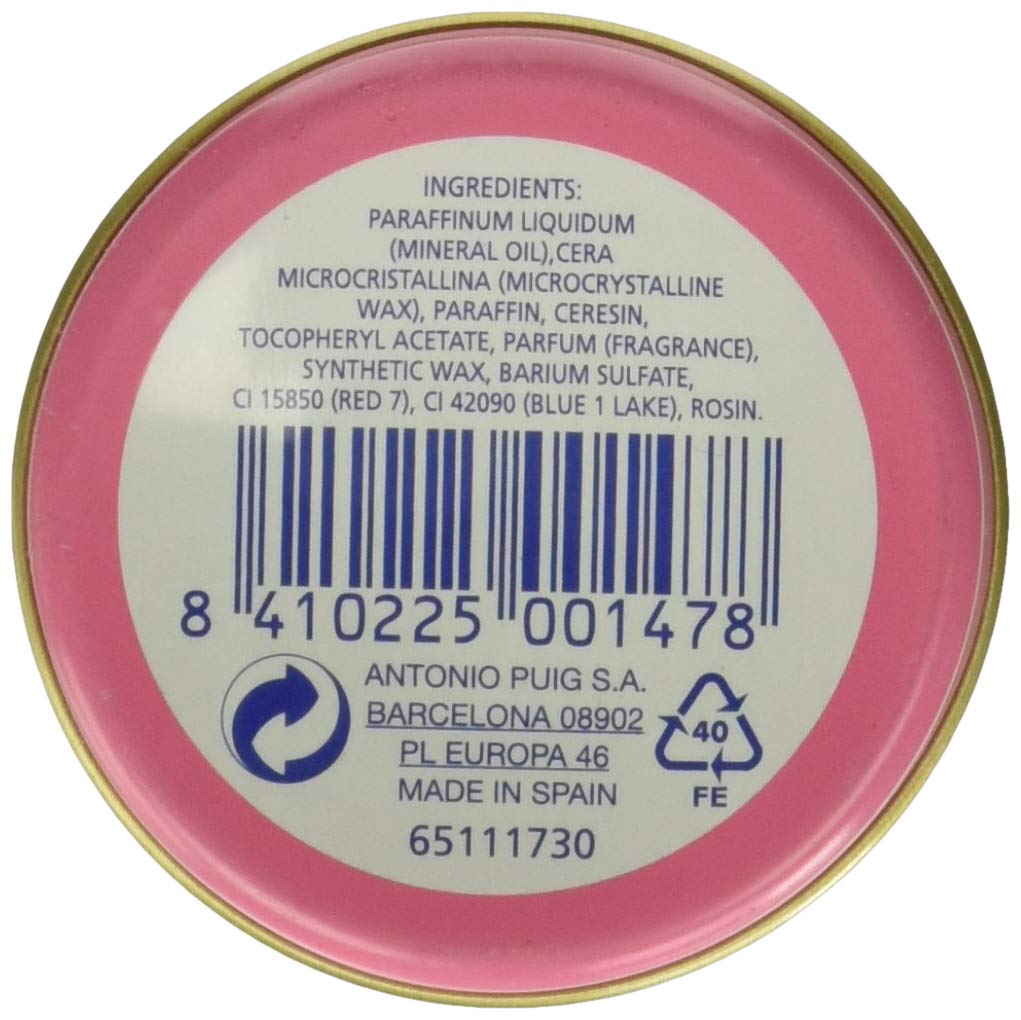 INGREDIENTS:
PARAFFINUM LIQUIDUM
(MINERAL OIL),CERA
MICROCRISTALLINA (MICROCRYSTALLINE
WAX), PARAFFIN, CERESIN,
TOCOPHERYL ACETATE, PARFUM (FRAGRANCE),
SYNTHETIC WAX, BARIUM SULFATE,
CI 15850 (RED 7), CI 42090 (BLUE 1 LAKE), ROSIN.
8 410225 001478
ANTONIO PUIG S.A.
BARCELONA 08902
PL EUROPA 46
MADE IN SPAIN
65111730
40
FE